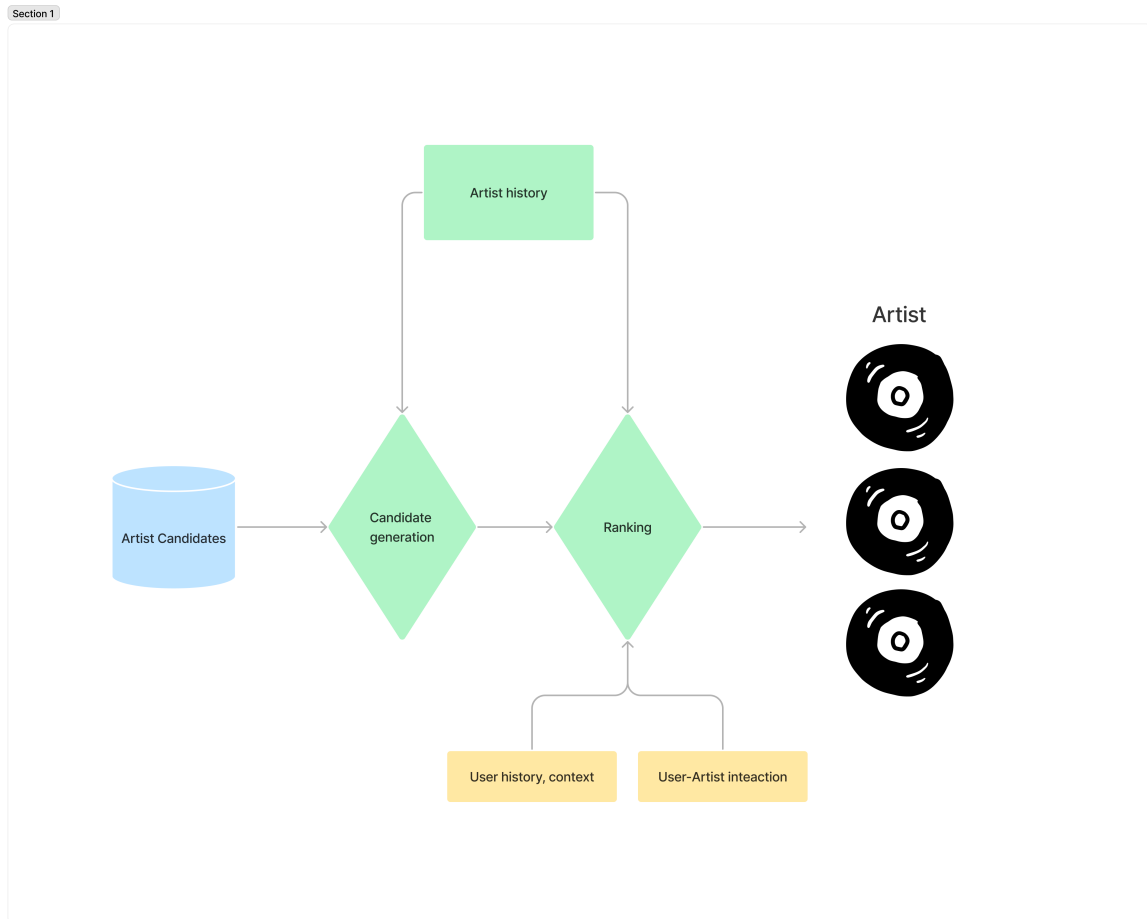 Section 1
Artist history
Artist
Artist Candidates
Candidate
generation
Ranking
User history, context
User-Artist inteaction